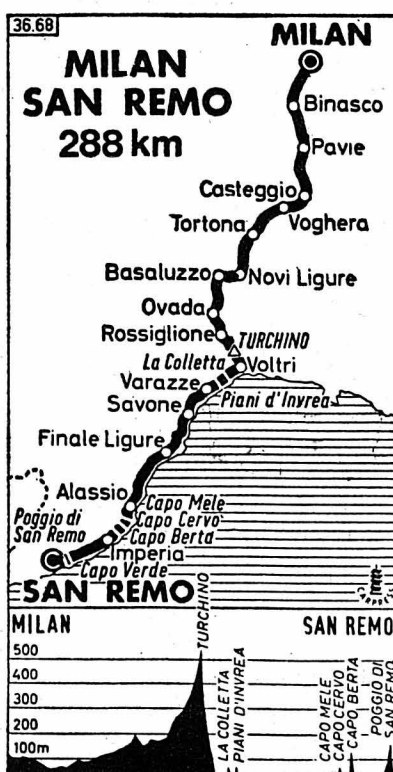 36.68
MILAN
MILAN
SAN REMO
288 km
Binasco
Pavie
Casteggio
Voghera
Tortona
Basaluzzo
Novi Ligure
Ovada
Rossiglione
TURCHINO
La Colletta
Voltri
Varazze
Piani d'Invrea
Savone
Finale Ligure
Alassio
Capo Mele
Poggio di
San Remo
Capo Cervo
Capo Berta
Imperia
Capo Verde
SAN REMO
MILAN
SAN REMO
TURCHINO
500
400
300
200
100m
LA COLLETTA
PIANI D'INVREA
CAPO MELE
CAPO CERVO
CAPO BERTA
POGGIO DI
SAN REMO